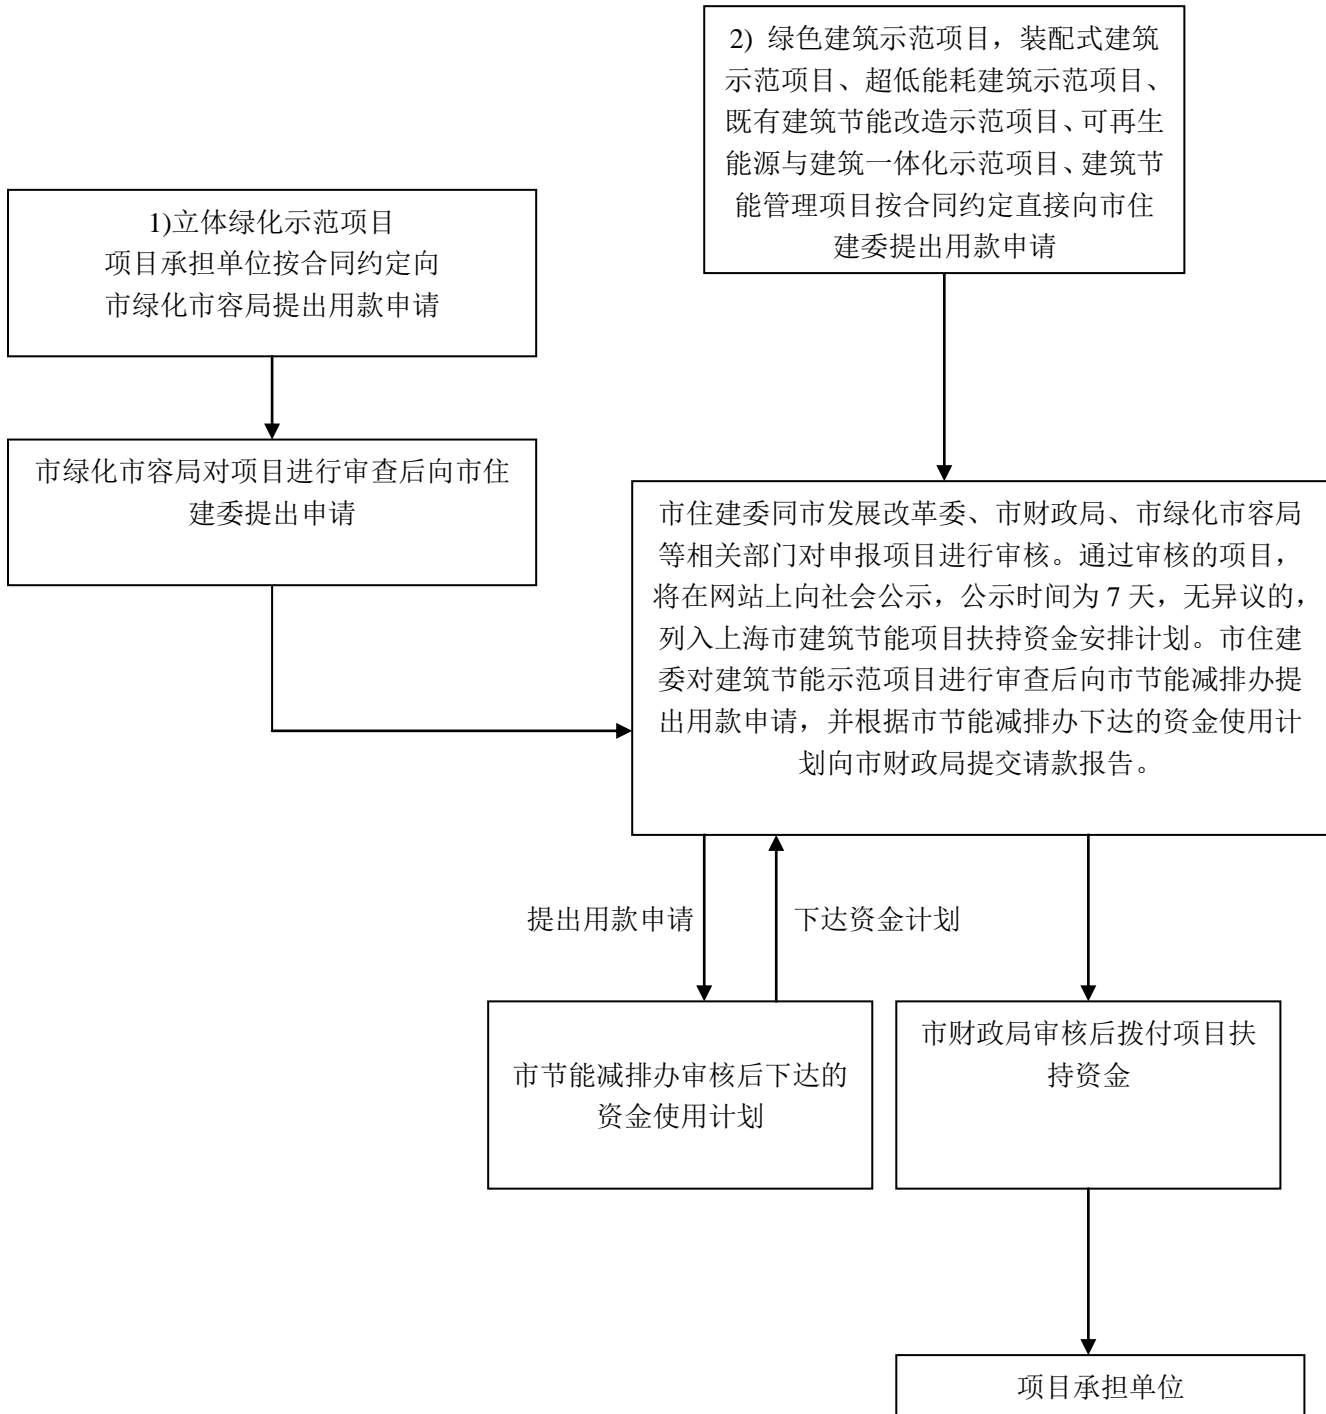 2) 绿色建筑示范项目，装配式建筑
示范项目、超低能耗建筑示范项目、
既有建筑节能改造示范项目、可再生
能源与建筑一体化示范项目、建筑节
能管理项目按合同约定直接向市住
建委提出用款申请
1)立体绿化示范项目
项目承担单位按合同约定向
市绿化市容局提出用款申请
市绿化市容局对项目进行审查后向市住
建委提出申请
市住建委同市发展改革委、市财政局、市绿化市容局
等相关部门对申报项目进行审核。通过审核的项目，
将在网站上向社会公示，公示时间为 7 天，无异议的，
列入上海市建筑节能项目扶持资金安排计划。市住建
委对建筑节能示范项目进行审查后向市节能减排办提
出用款申请，并根据市节能减排办下达的资金使用计
划向市财政局提交请款报告。
提出用款申请
下达资金计划
市节能减排办审核后下达的
资金使用计划
市财政局审核后拨付项目扶
持资金
项目承担单位